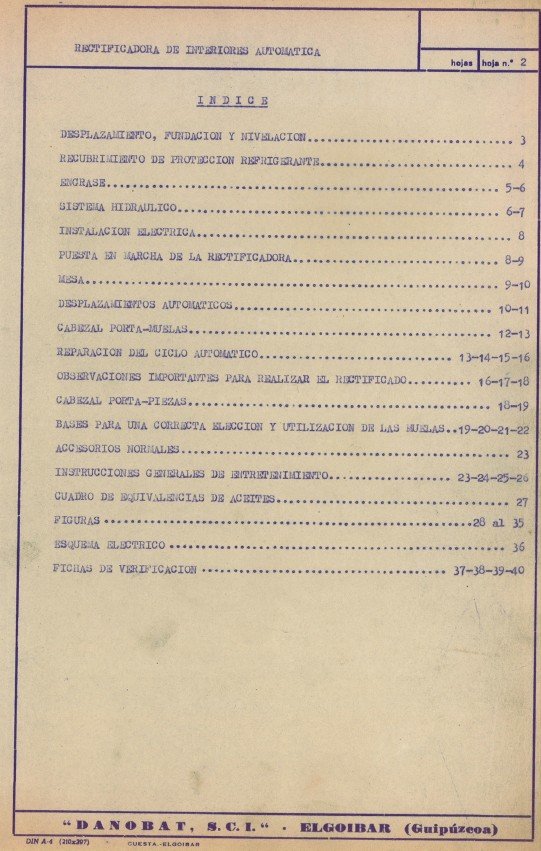 RECTIFICADORA DE INTERIORES AUTOMATICA
hojas hoja n.º 2
INDICE
DESPLAZAMIENTO, FUNDACION Y NIVELACION 3
RECUBRIMIENTO DE PROTECCION REFRIGERANTE 4
ENGRASE 5-6
SISTEMA HIDRAULICO 6-7
INSTALACION ELECTRICA 8
PUESTA EN MARCHA DE LA RECTIFICADORA 8-9
MESA 9-10
DESPLAZAMIENTOS AUTOMATICOS 10-11
CABEZAL PORTA-MUELAS 12-13
REPARACION DEL CICLO AUTOMATICO 13-14-15-16
OBSERVACIONES IMPORTANTES PARA REALIZAR EL RECTIFICADO 16-17-18
CABEZAL PORTA-PIEZAS 18-19
BASES PARA UNA CORRECTA ELECCION Y UTILIZACION DE LAS MUELAS 19-20-21-22
ACCESORIOS NORMALES 23
INSTRUCCIONES GENERALES DE ENTRETENIMIENTO 23-24-25-26
CUADRO DE EQUIVALENCIAS DE ACEITES 27
FIGURAS 28 al 35
ESQUEMA ELECTRICO 36
FICHAS DE VERIFICACION 37-38-39-40
"DANOBAT, S.C.I." - ELGOIBAR (Guipúzcoa)
DIN A-4 (210x297) CUESTA-ELGOIBAR